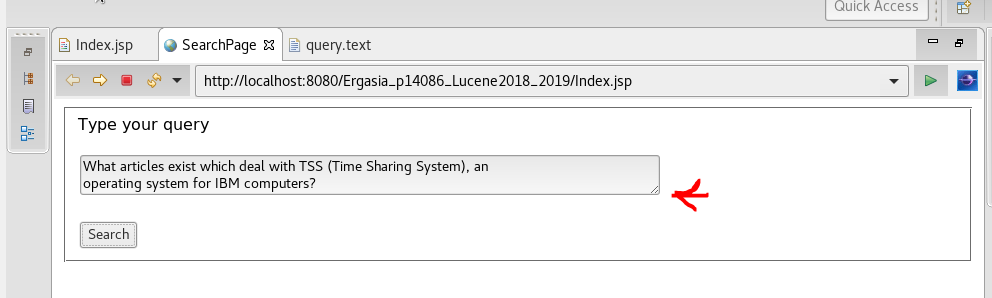 Quick Access
Index.jsp
SearchPage
query.text
http://localhost:8080/Ergasia_p14086_Lucene2018_2019/Index.jsp
Type your query
What articles exist which deal with TSS (Time Sharing System), an
operating system for IBM computers?
Search